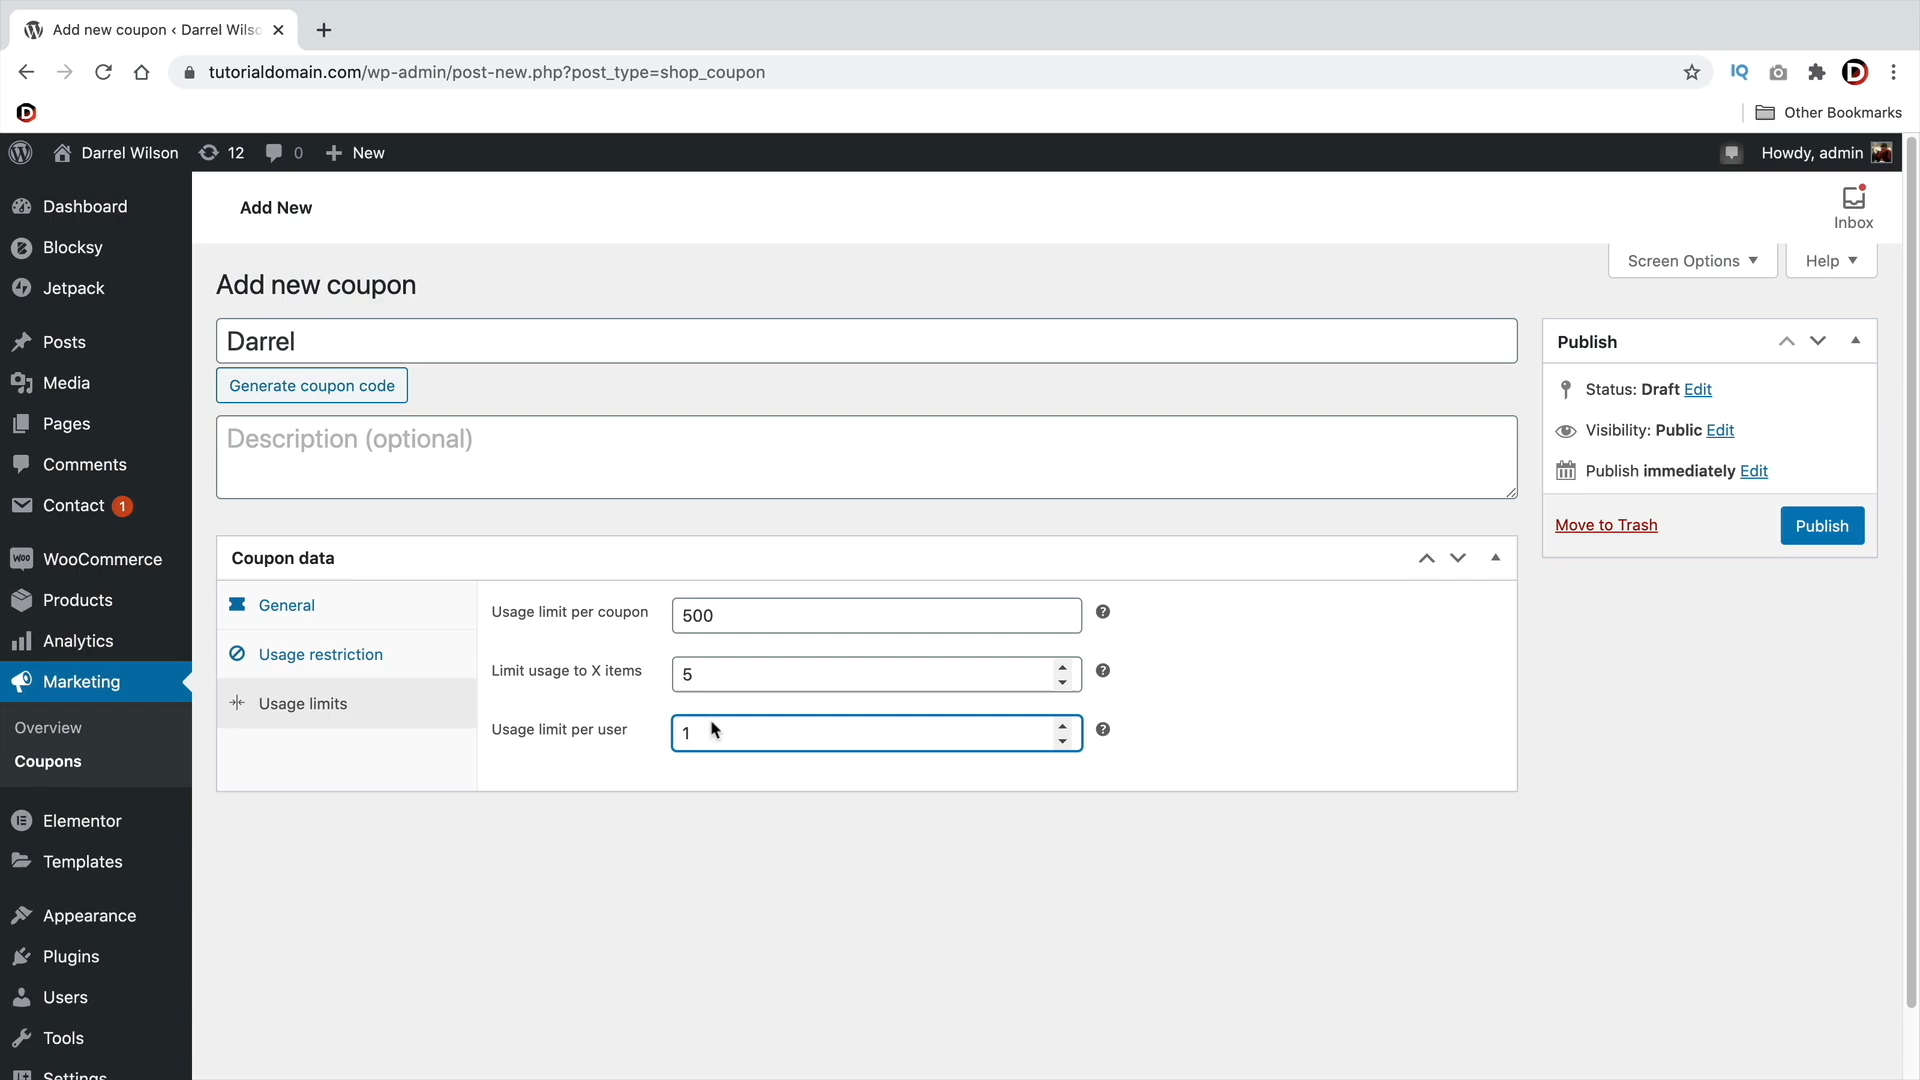 Add new coupon ‹ Darrel Wilso
tutorialdomain.com/wp-admin/post-new.php?post_type=shop_coupon
IQ
Other Bookmarks
Darrel Wilson
12
0
New
Howdy, admin
Dashboard
Blocksy
Jetpack
Posts
Media
Pages
Comments
Contact 1
WooCommerce
Products
Analytics
Marketing
Overview
Coupons
Elementor
Templates
Appearance
Plugins
Users
Tools
Settings
Add New
Inbox
Screen Options
Help
Add new coupon
Darrel
Generate coupon code
Description (optional)
Coupon data
General
Usage restriction
Usage limits
Usage limit per coupon
500
Limit usage to X items
5
Usage limit per user
1
Publish
Status: Draft Edit
Visibility: Public Edit
Publish immediately Edit
Move to Trash
Publish